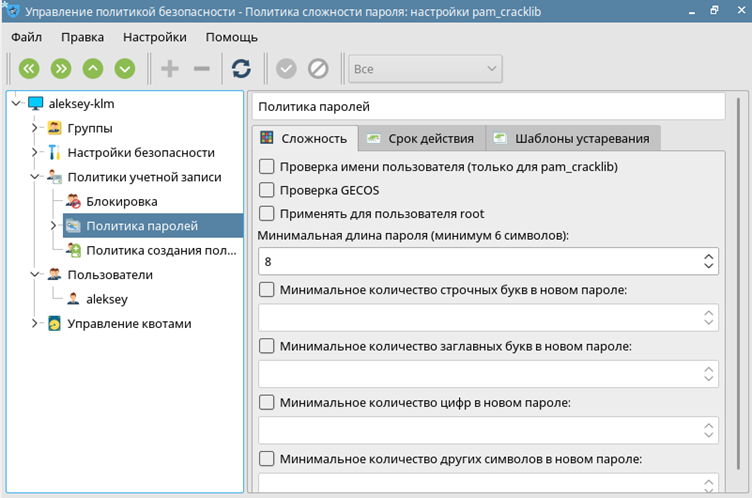 Управление политикой безопасности - Политика сложности пароля: настройки pam_cracklib
Файл Правка Настройки Помощь
Все
aleksey-klm
Группы
Настройки безопасности
Политики учетной записи
Блокировка
Политика паролей
Политика создания пол...
Пользователи
aleksey
Управление квотами
Политика паролей
Сложность Срок действия Шаблоны устаревания
Проверка имени пользователя (только для pam_cracklib)
Проверка GECOS
Применять для пользователя root
Минимальная длина пароля (минимум 6 символов):
8
Минимальное количество строчных букв в новом пароле:
Минимальное количество заглавных букв в новом пароле:
Минимальное количество цифр в новом пароле:
Минимальное количество других символов в новом пароле: